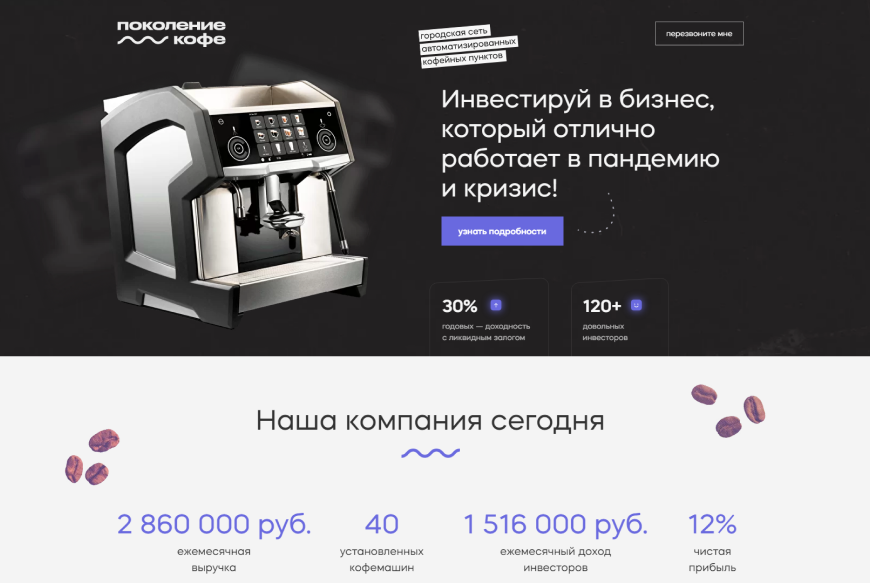 поколение
кофе
городская сеть
автоматизированных
кофейных пунктов
перезвоните мне
Инвестируй в бизнес,
который отлично
работает в пандемию
и кризис!
узнать подробности
30%
годовых — доходность
с ликвидным залогом
120+
довольных
инвесторов
Наша компания сегодня
2 860 000 руб.
ежемесячная
выручка
40
установленных
кофемашин
1 516 000 руб.
ежемесячный доход
инвесторов
12%
чистая
прибыль